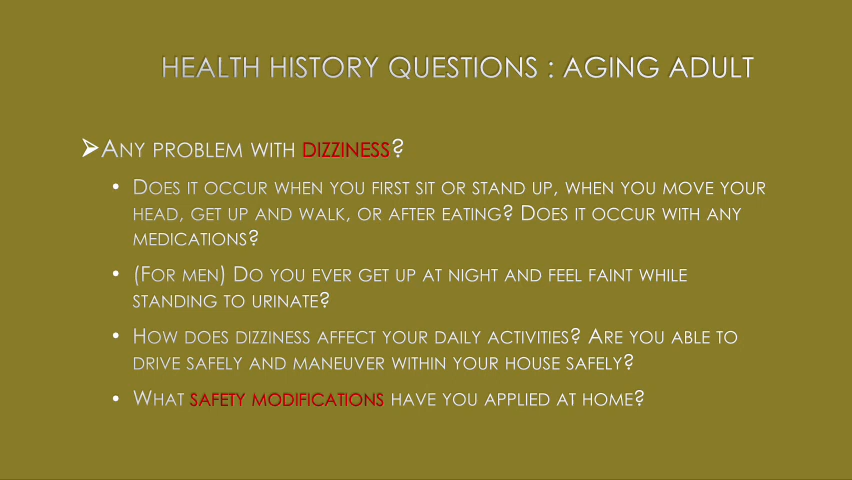 HEALTH HISTORY QUESTIONS : AGING ADULT
➢ANY PROBLEM WITH DIZZINESS?
• DOES IT OCCUR WHEN YOU FIRST SIT OR STAND UP, WHEN YOU MOVE YOUR
HEAD, GET UP AND WALK, OR AFTER EATING? DOES IT OCCUR WITH ANY
MEDICATIONS?
• (FOR MEN) DO YOU EVER GET UP AT NIGHT AND FEEL FAINT WHILE
STANDING TO URINATE?
• HOW DOES DIZZINESS AFFECT YOUR DAILY ACTIVITIES? ARE YOU ABLE TO
DRIVE SAFELY AND MANEUVER WITHIN YOUR HOUSE SAFELY?
• WHAT SAFETY MODIFICATIONS HAVE YOU APPLIED AT HOME?